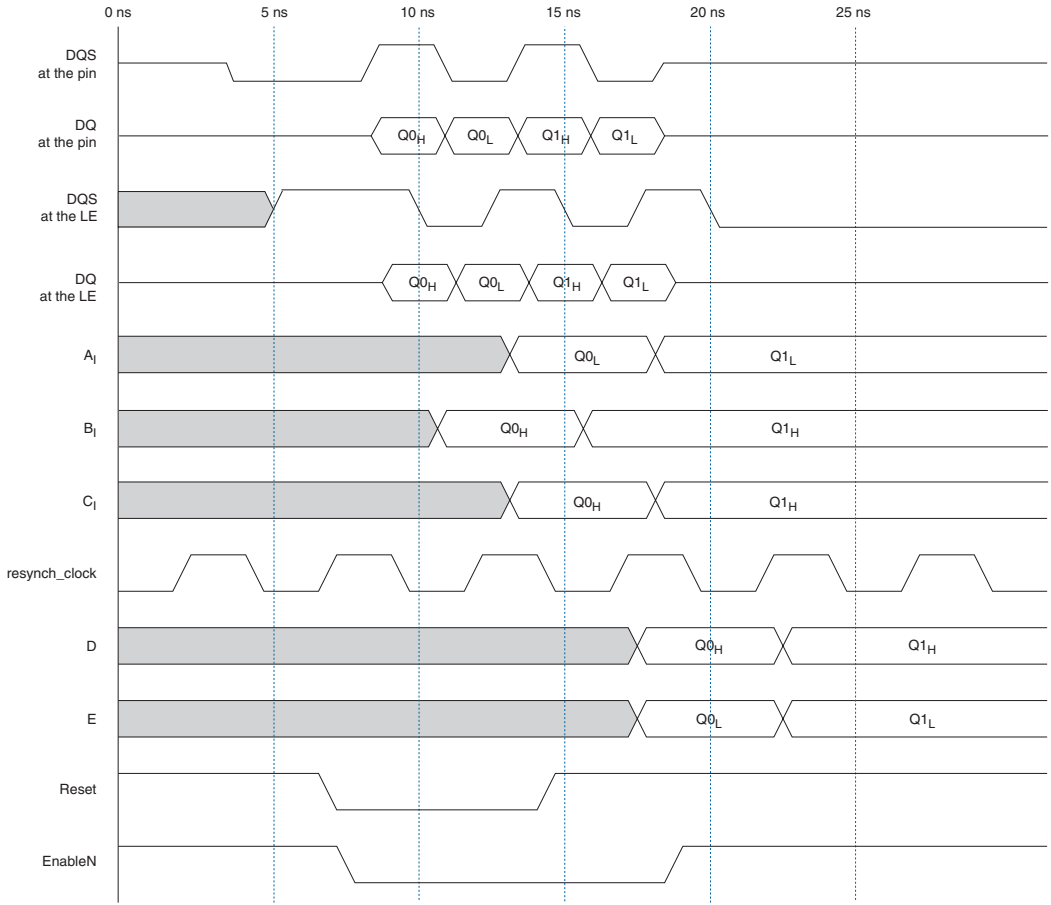 0 ns 5 ns 10 ns 15 ns 20 ns 25 ns
DQS
at the pin
DQ
at the pin
Q0H Q0L Q1H Q1L
DQS
at the LE
DQ
at the LE
Q0H Q0L Q1H Q1L
AI Q0L Q1L
BI Q0H Q1H
CI Q0H Q1H
resynch_clock
D Q0H Q1H
E Q0L Q1L
Reset
EnableN